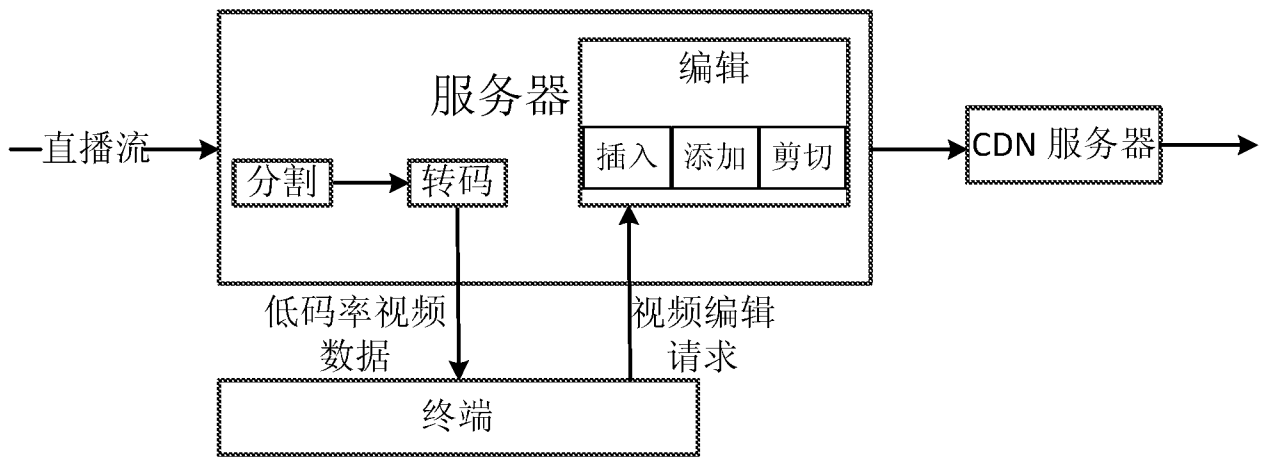 编辑
服务器
直播流
插入
添加
剪切
CDN 服务器
分割
转码
低码率视频
数据
视频编辑
请求
终端